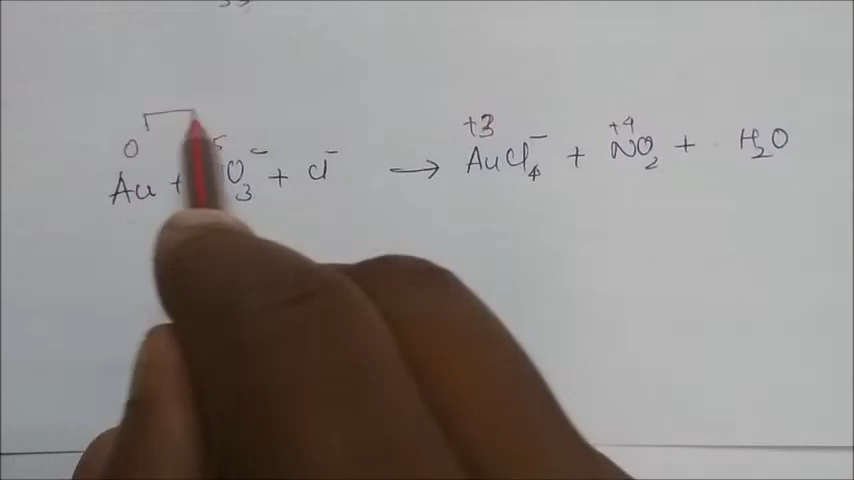 0 5 +3 +4
Au + O₃⁻ + Cl⁻ → AuCl₄⁻ + NO₂ + H₂O